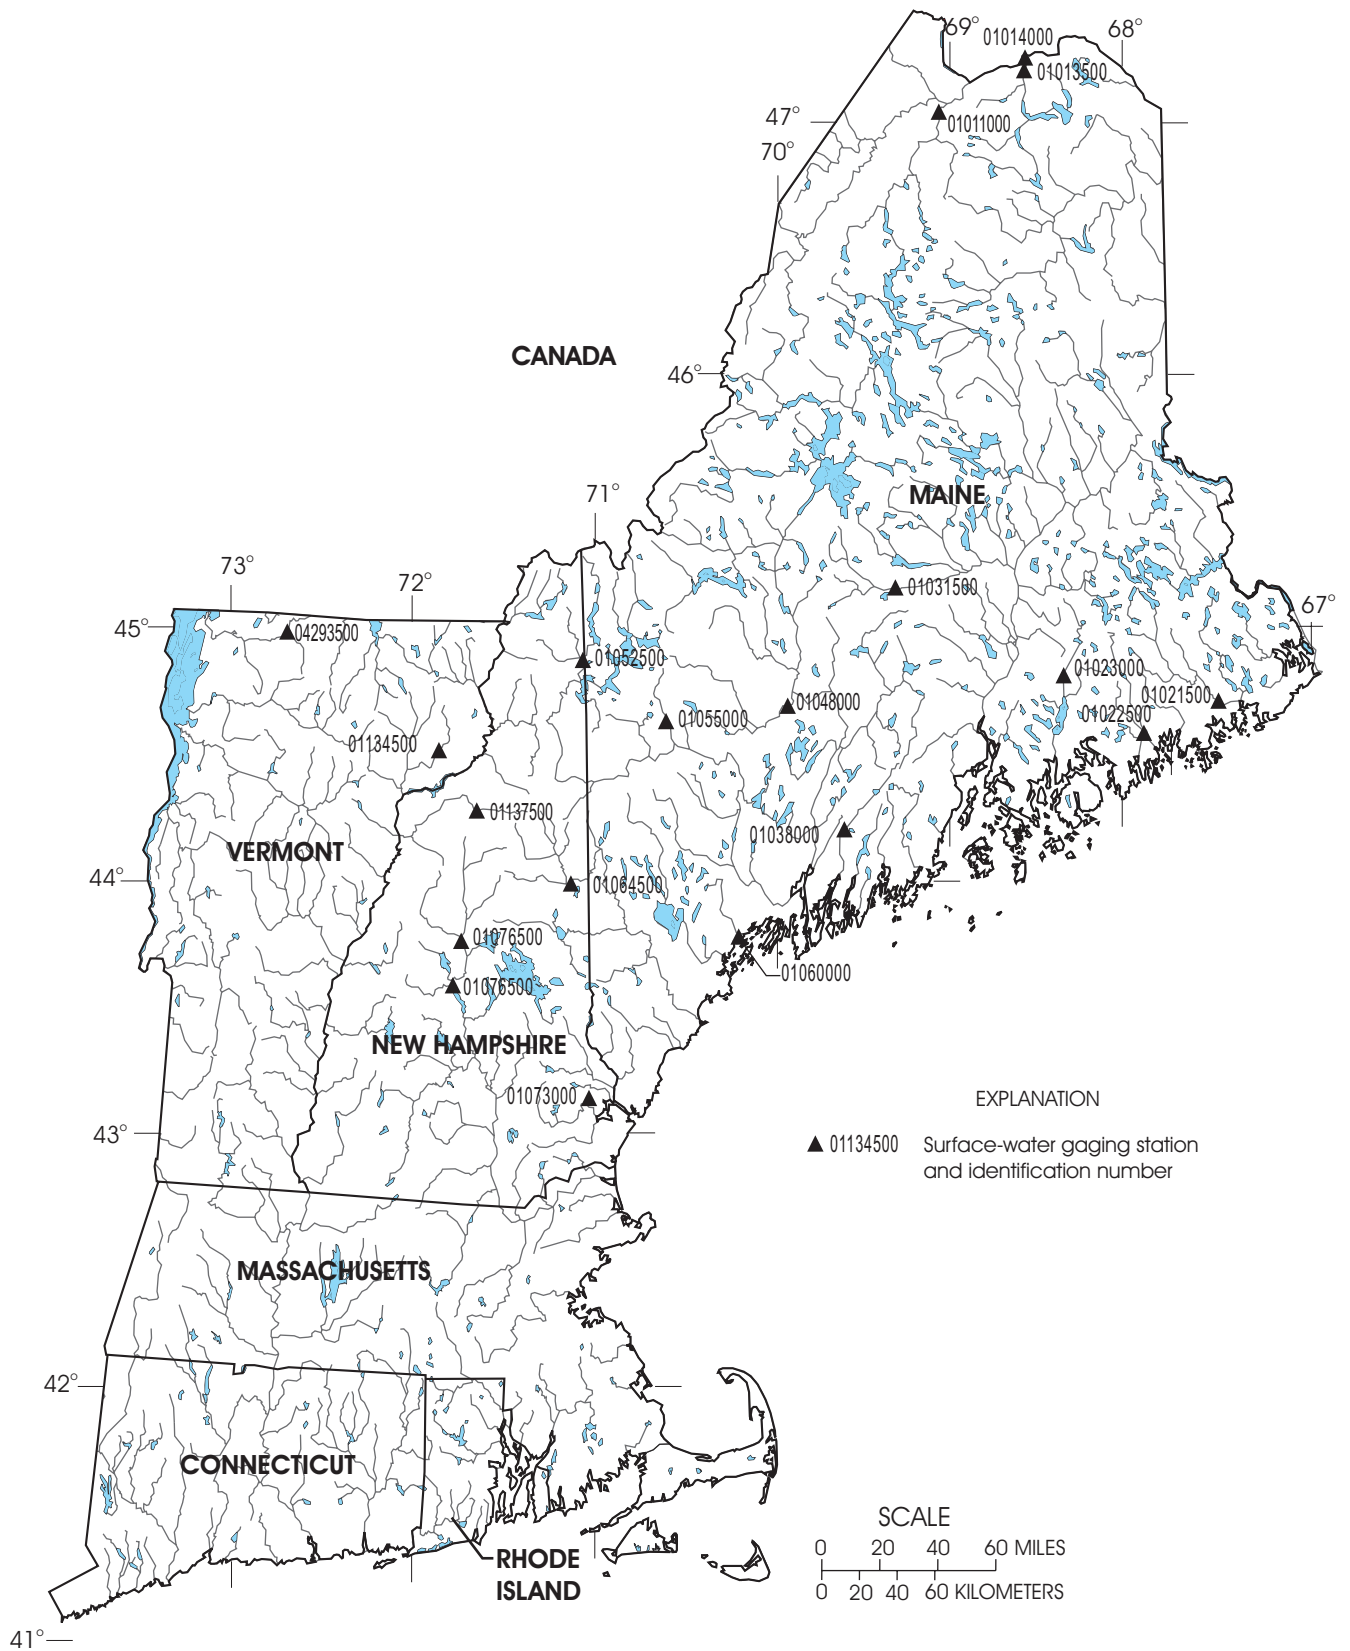 69°
68°
01014000
01013500
01011000
47°
70°
CANADA
46°
MAINE
71°
73°
72°
01031500
67°
45°
04293500
01052500
01023000
01021500
01048000
01022500
01055000
01134500
01137500
01038000
VERMONT
44°
01064500
01076500
01060000
01076500
NEW HAMPSHIRE
01073000
EXPLANATION
43°
01134500 Surface-water gaging station
and identification number
MASSACHUSETTS
42°
CONNECTICUT
SCALE
0 20 40 60 MILES
0 20 40 60 KILOMETERS
RHODE
ISLAND
41°